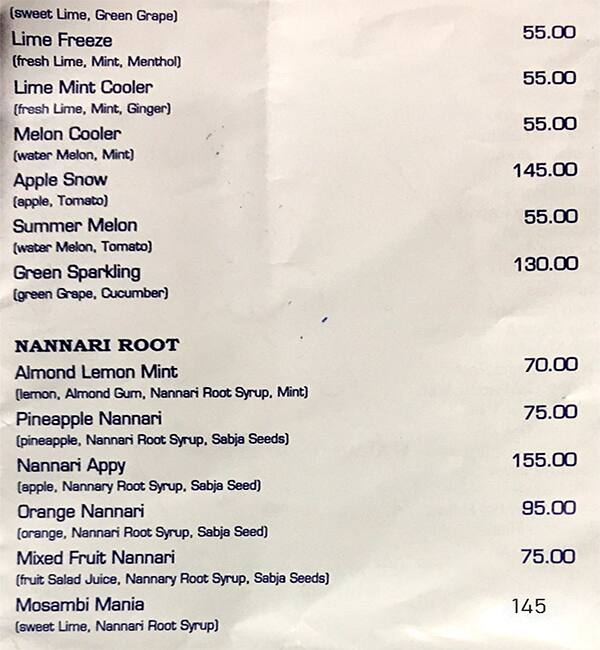 (sweet Lime, Green Grape)
Lime Freeze 55.00
(fresh Lime, Mint, Menthol)
Lime Mint Cooler 55.00
(fresh Lime, Mint, Ginger)
Melon Cooler 55.00
(water Melon, Mint)
Apple Snow 145.00
(apple, Tomato)
Summer Melon 55.00
(water Melon, Tomato)
Green Sparkling 130.00
(green Grape, Cucumber)
NANNARI ROOT
Almond Lemon Mint 70.00
(lemon, Almond Gum, Nannari Root Syrup, Mint)
Pineapple Nannari 75.00
(pineapple, Nannari Root Syrup, Sabja Seeds)
Nannari Appy 155.00
(apple, Nannary Root Syrup, Sabja Seed)
Orange Nannari 95.00
(orange, Nannari Root Syrup, Sabja Seed)
Mixed Fruit Nannari 75.00
(fruit Salad Juice, Nannary Root Syrup, Sabja Seeds)
Mosambi Mania 145
(sweet Lime, Nannari Root Syrup)